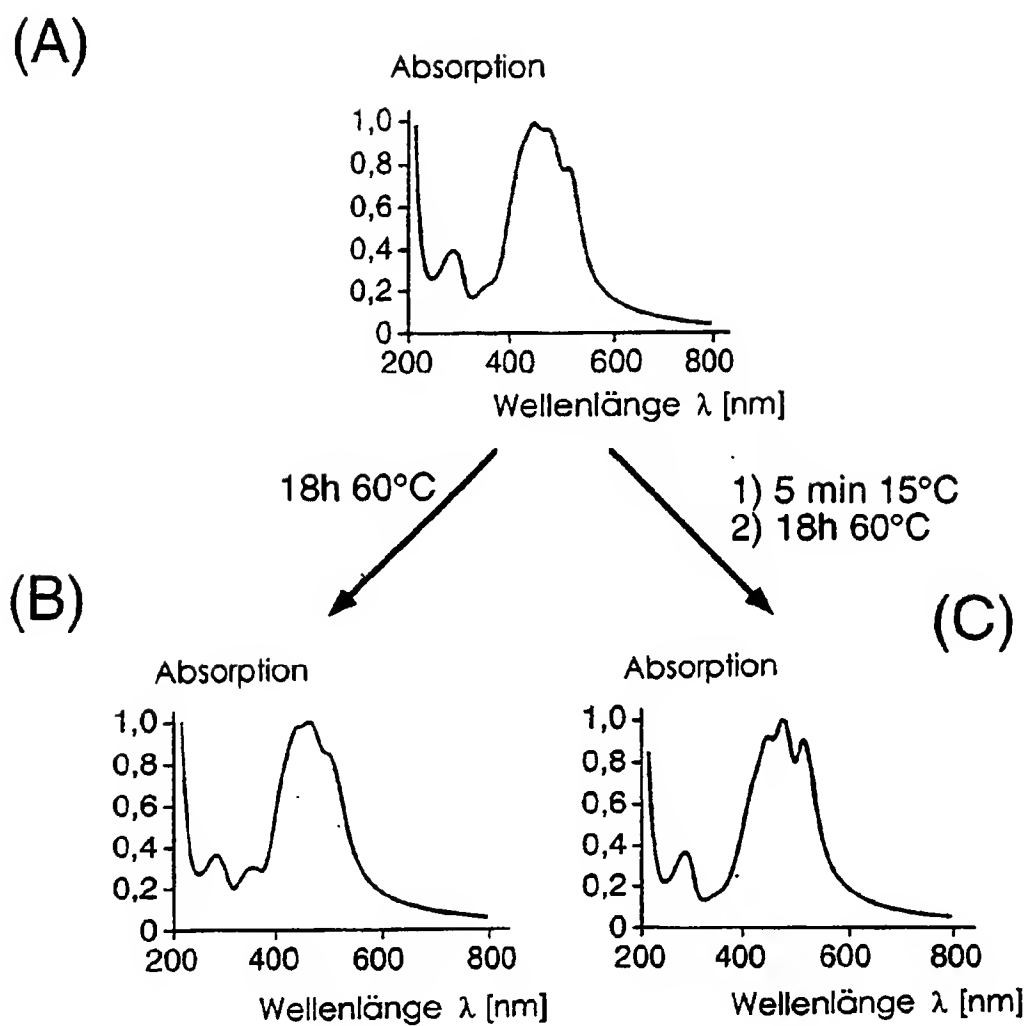 (A)
Absorption
1,0
0,8
0,6
0,4
0,2
0
200 400 600 800
Wellenlänge λ [nm]
18h 60°C
1) 5 min 15°C
2) 18h 60°C
(B)
Absorption
1,0
0,8
0,6
0,4
0,2
0
200 400 600 800
Wellenlänge λ [nm]
(C)
Absorption
1,0
0,8
0,6
0,4
0,2
0
200 400 600 800
Wellenlänge λ [nm]